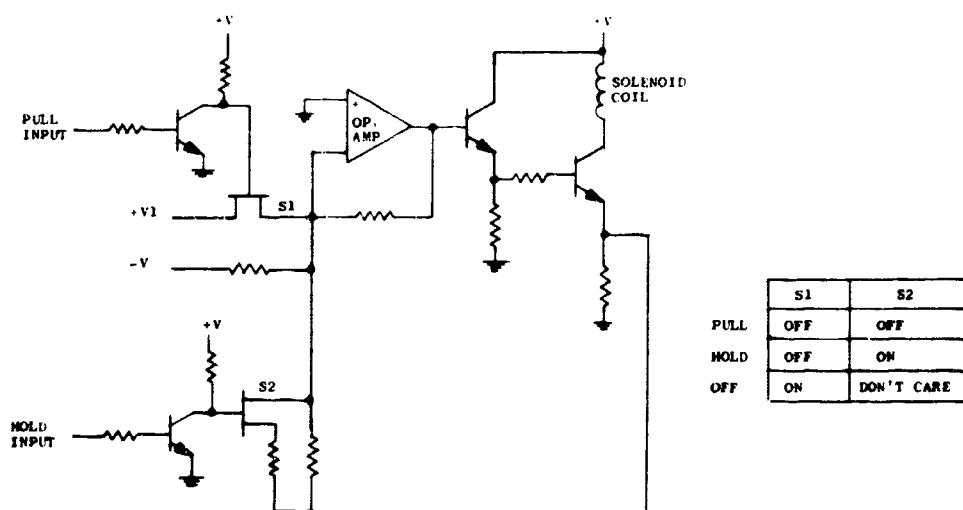 +V
+V
PULL
INPUT
+
OP.
AMP
SOLENOID
COIL
+V1
S1
-V
+V
S2
HOLD
INPUT
S1 S2
PULL OFF OFF
HOLD OFF ON
OFF ON DON'T CARE